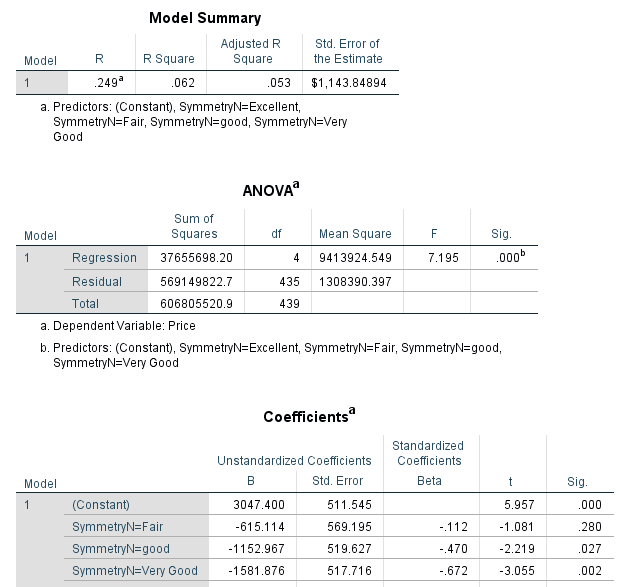 Model Summary
Model R R Square Adjusted R Square Std. Error of the Estimate
1 .249a .062 .053 $1,143.84894
a. Predictors: (Constant), SymmetryN=Excellent,
SymmetryN=Fair, SymmetryN=good, SymmetryN=Very
Good
ANOVAa
Model Sum of Squares df Mean Square F Sig.
1 Regression 37655698.20 4 9413924.549 7.195 .000b
Residual 569149822.7 435 1308390.397
Total 606805520.9 439
a. Dependent Variable: Price
b. Predictors: (Constant), SymmetryN=Excellent, SymmetryN=Fair, SymmetryN=good,
SymmetryN=Very Good
Coefficientsa
Unstandardized Coefficients Standardized Coefficients
Model B Std. Error Beta t Sig.
1 (Constant) 3047.400 511.545 5.957 .000
SymmetryN=Fair -615.114 569.195 -.112 -1.081 .280
SymmetryN=good -1152.967 519.627 -.470 -2.219 .027
SymmetryN=Very Good -1581.876 517.716 -.672 -3.055 .002